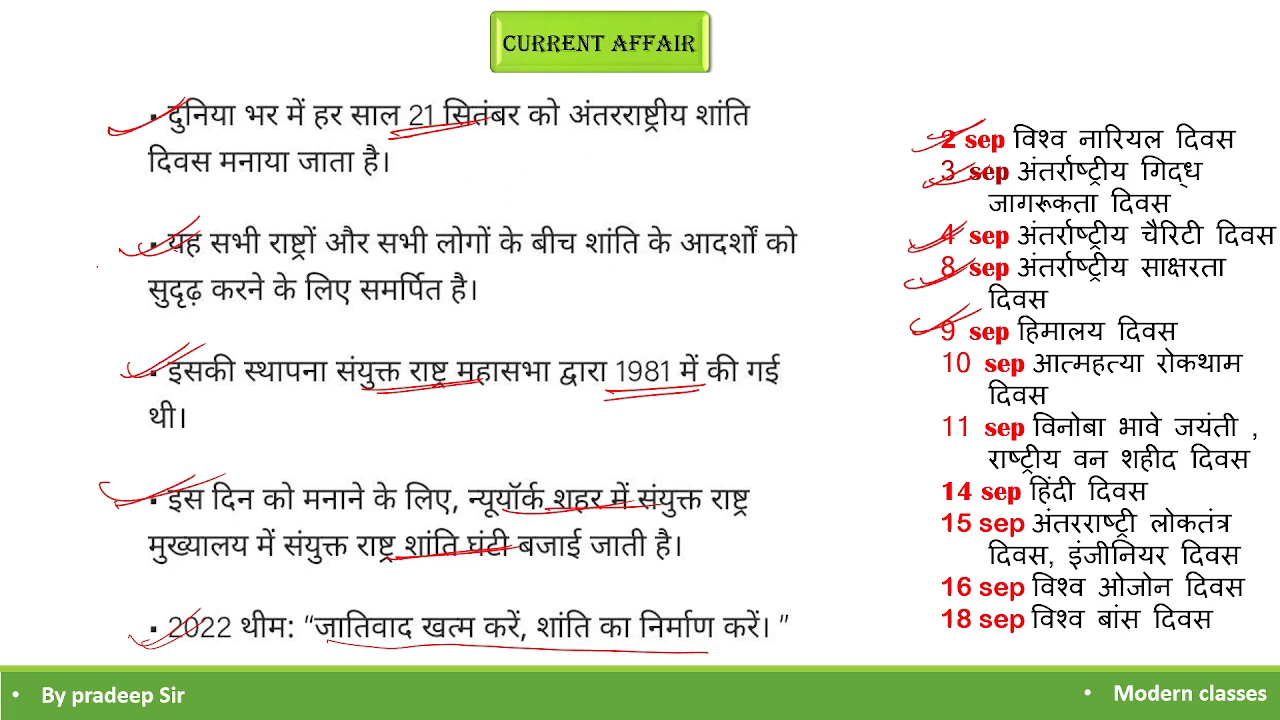 CURRENT AFFAIR
▪ दुनिया भर में हर साल 21 सितंबर को अंतरराष्ट्रीय शांति
दिवस मनाया जाता है।
▪ यह सभी राष्ट्रों और सभी लोगों के बीच शांति के आदर्शों को
सुदृढ़ करने के लिए समर्पित है।
▪ इसकी स्थापना संयुक्त राष्ट्र महासभा द्वारा 1981 में की गई
थी।
▪ इस दिन को मनाने के लिए, न्यूयॉर्क शहर में संयुक्त राष्ट्र
मुख्यालय में संयुक्त राष्ट्र शांति घंटी बजाई जाती है।
▪ 2022 थीम: “जातिवाद खत्म करें, शांति का निर्माण करें। ”
2 sep विश्व नारियल दिवस
3 sep अंतर्राष्ट्रीय गिद्ध
जागरूकता दिवस
4 sep अंतर्राष्ट्रीय चैरिटी दिवस
8 sep अंतर्राष्ट्रीय साक्षरता
दिवस
9 sep हिमालय दिवस
10 sep आत्महत्या रोकथाम
दिवस
11 sep विनोबा भावे जयंती ,
राष्ट्रीय वन शहीद दिवस
14 sep हिंदी दिवस
15 sep अंतरराष्ट्री लोकतंत्र
दिवस, इंजीनियर दिवस
16 sep विश्व ओजोन दिवस
18 sep विश्व बांस दिवस
• By pradeep Sir
• Modern classes